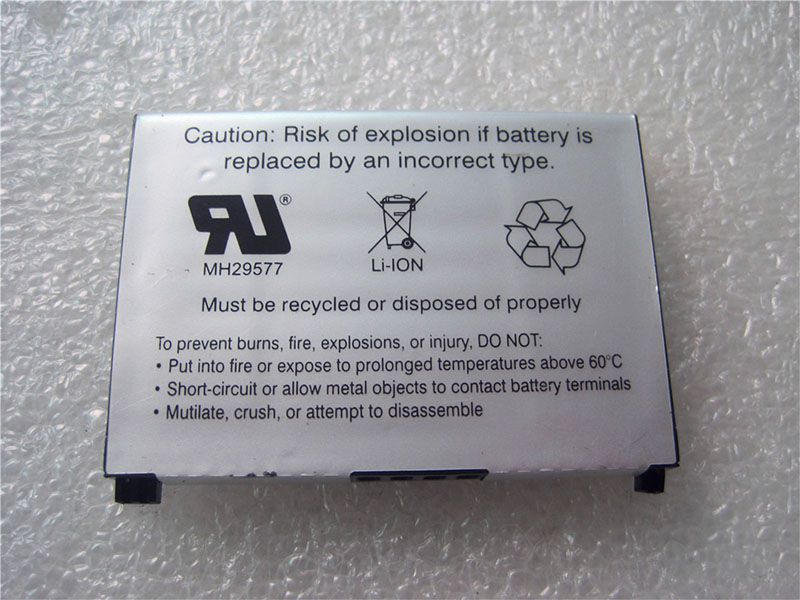 Caution: Risk of explosion if battery is
replaced by an incorrect type.
RU®
MH29577
Li-ION
Must be recycled or disposed of properly
To prevent burns, fire, explosions, or injury, DO NOT:
• Put into fire or expose to prolonged temperatures above 60°C
• Short-circuit or allow metal objects to contact battery terminals
• Mutilate, crush, or attempt to disassemble